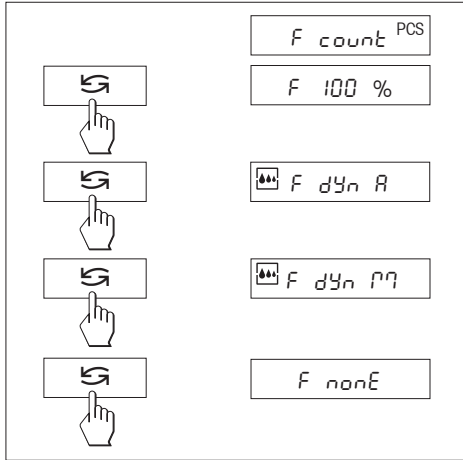 F count PCS
F 100 %
F dYn A
F dYn M
F nonE